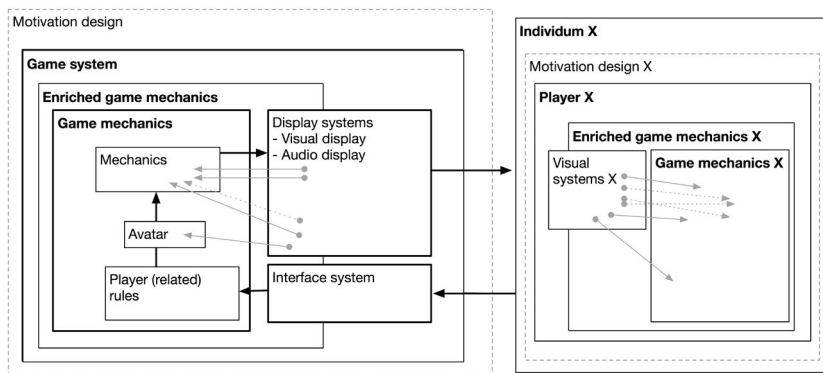 Motivation design
Game system
Enriched game mechanics
Game mechanics
Mechanics
Avatar
Player (related)
rules
Display systems
- Visual display
- Audio display
Interface system
Individum X
Motivation design X
Player X
Enriched game mechanics X
Visual
systems X
Game mechanics X